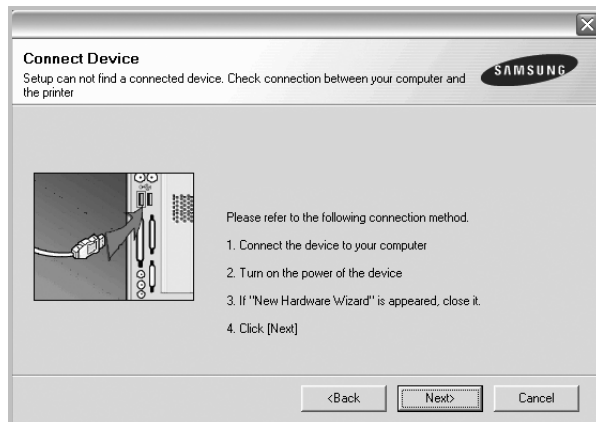 Connect Device
Setup can not find a connected device. Check connection between your computer and
the printer
SAMSUNG
Please refer to the following connection method.
1. Connect the device to your computer
2. Turn on the power of the device
3. If "New Hardware Wizard" is appeared, close it.
4. Click [Next]
<Back
Next>
Cancel